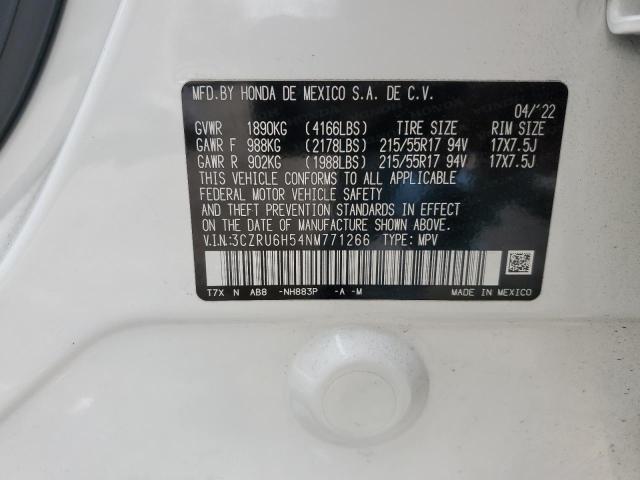 MFD.BY HONDA DE MEXICO S.A. DE C.V.
04/'22
GVWR 1890KG (4166LBS) TIRE SIZE RIM SIZE
GAWR F 988KG (2178LBS) 215/55R17 94V 17X7.5J
GAWR R 902KG (1988LBS) 215/55R17 94V 17X7.5J
THIS VEHICLE CONFORMS TO ALL APPLICABLE
FEDERAL MOTOR VEHICLE SAFETY
AND THEFT PREVENTION STANDARDS IN EFFECT
ON THE DATE OF MANUFACTURE SHOWN ABOVE.
V.I.N:3CZRU6H54NM771266 TYPE: MPV
T7X N AB8 -NH883P -A -M MADE IN MEXICO